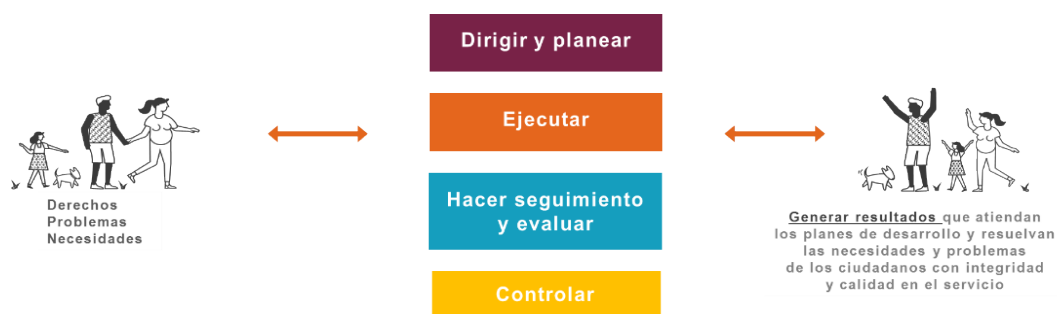 Dirigir y planear
Ejecutar
Hacer seguimiento
y evaluar
Controlar
Derechos
Problemas
Necesidades
Generar resultados que atiendan
los planes de desarrollo y resuelvan
las necesidades y problemas
de los ciudadanos con integridad
y calidad en el servicio